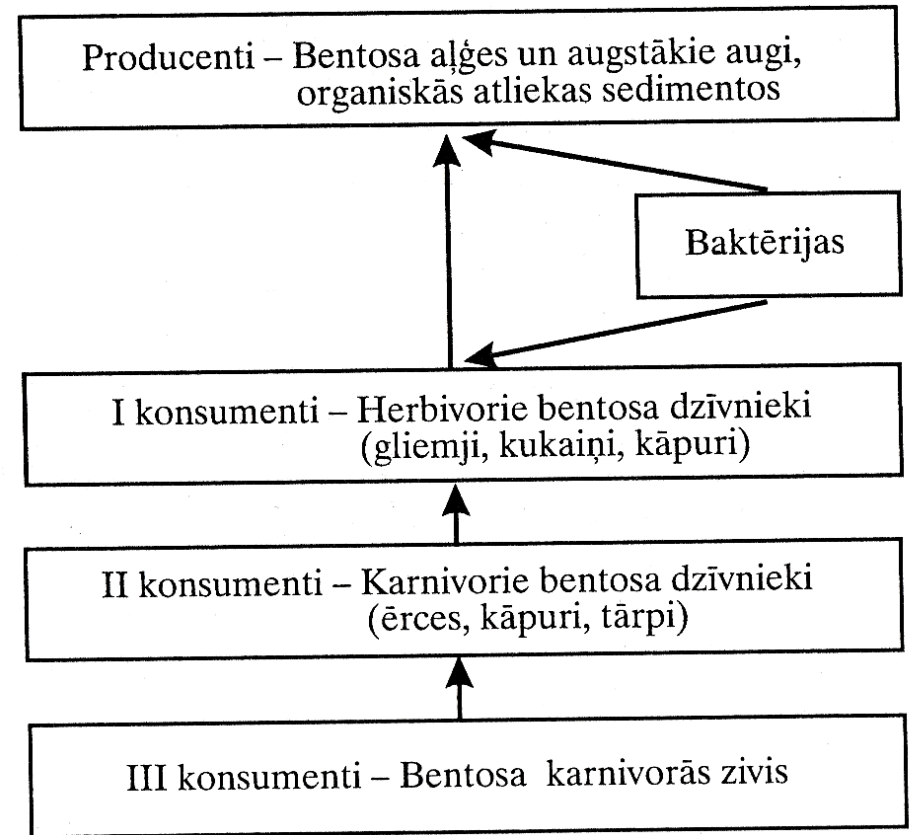 Producenti – Bentosa aļģes un augstākie augi,
organiskās atliekas sedimentos
Baktērijas
I konsumenti – Herbivorie bentosa dzīvnieki
(gliemji, kukaiņi, kāpuri)
II konsumenti – Karnivorie bentosa dzīvnieki
(ērces, kāpuri, tārpi)
III konsumenti – Bentosa karnivorās zivis